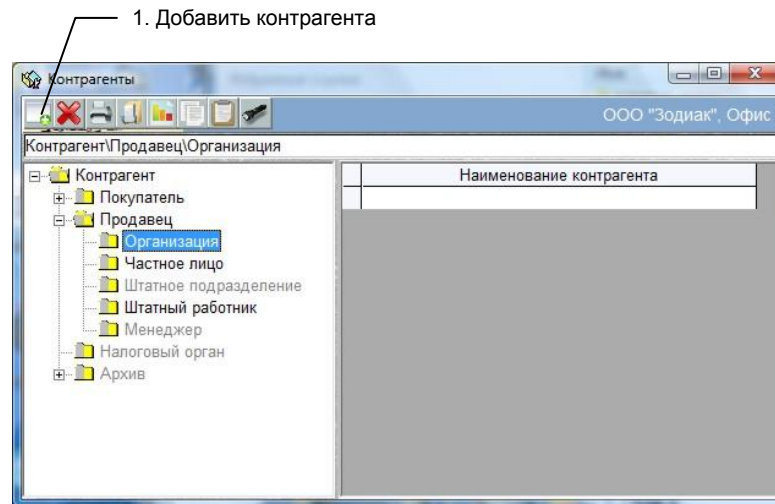 1. Добавить контрагента
Контрагенты
ООО "Зодиак", Офис
Контрагент\Продавец\Организация
Контрагент
Наименование контрагента
Покупатель
Продавец
Организация
Частное лицо
Штатное подразделение
Штатный работник
Менеджер
Налоговый орган
Архив